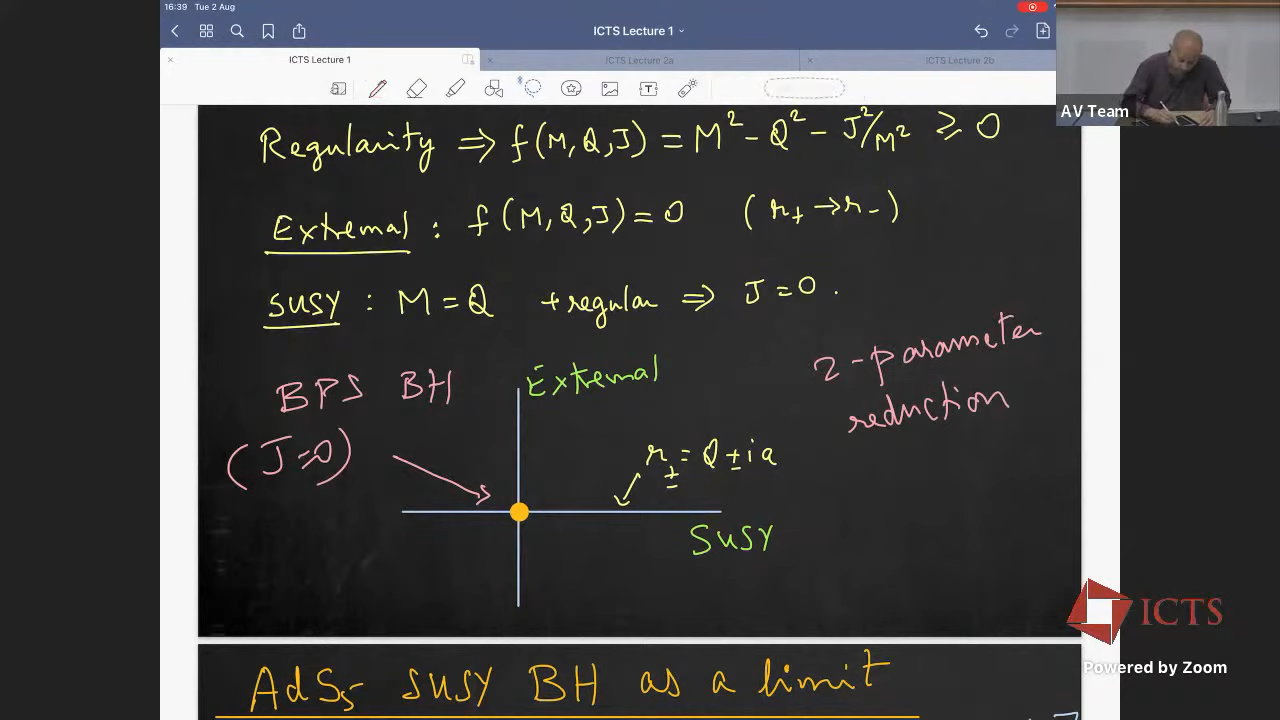 16:39 Tue 2 Aug
ICTS Lecture 1
ICTS Lecture 1
ICTS Lecture 2a
ICTS Lecture 2b
AV Team
Regularity ⇒ f(M,Q,J) = M² - Q² - J²/M² ≥ 0
Extremal : f(M,Q,J) = 0 (r₊ → r₋)
SUSY : M = Q + regular ⇒ J = 0 .
2-parameter
reduction
BPS BH
(J=0)
Extremal
r± = Q ± ia
SUSY
ICTS
Powered by Zoom
AdS₅ SUSY BH as a limit